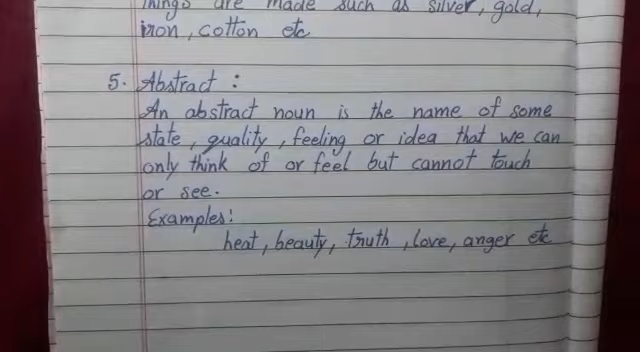 things are made such as silver, gold,
iron, cotton etc
5. Abstract :
An abstract noun is the name of some
state, quality, feeling or idea that we can
only think of or feel but cannot touch
or see.
Examples:
heat, beauty, truth, love, anger etc